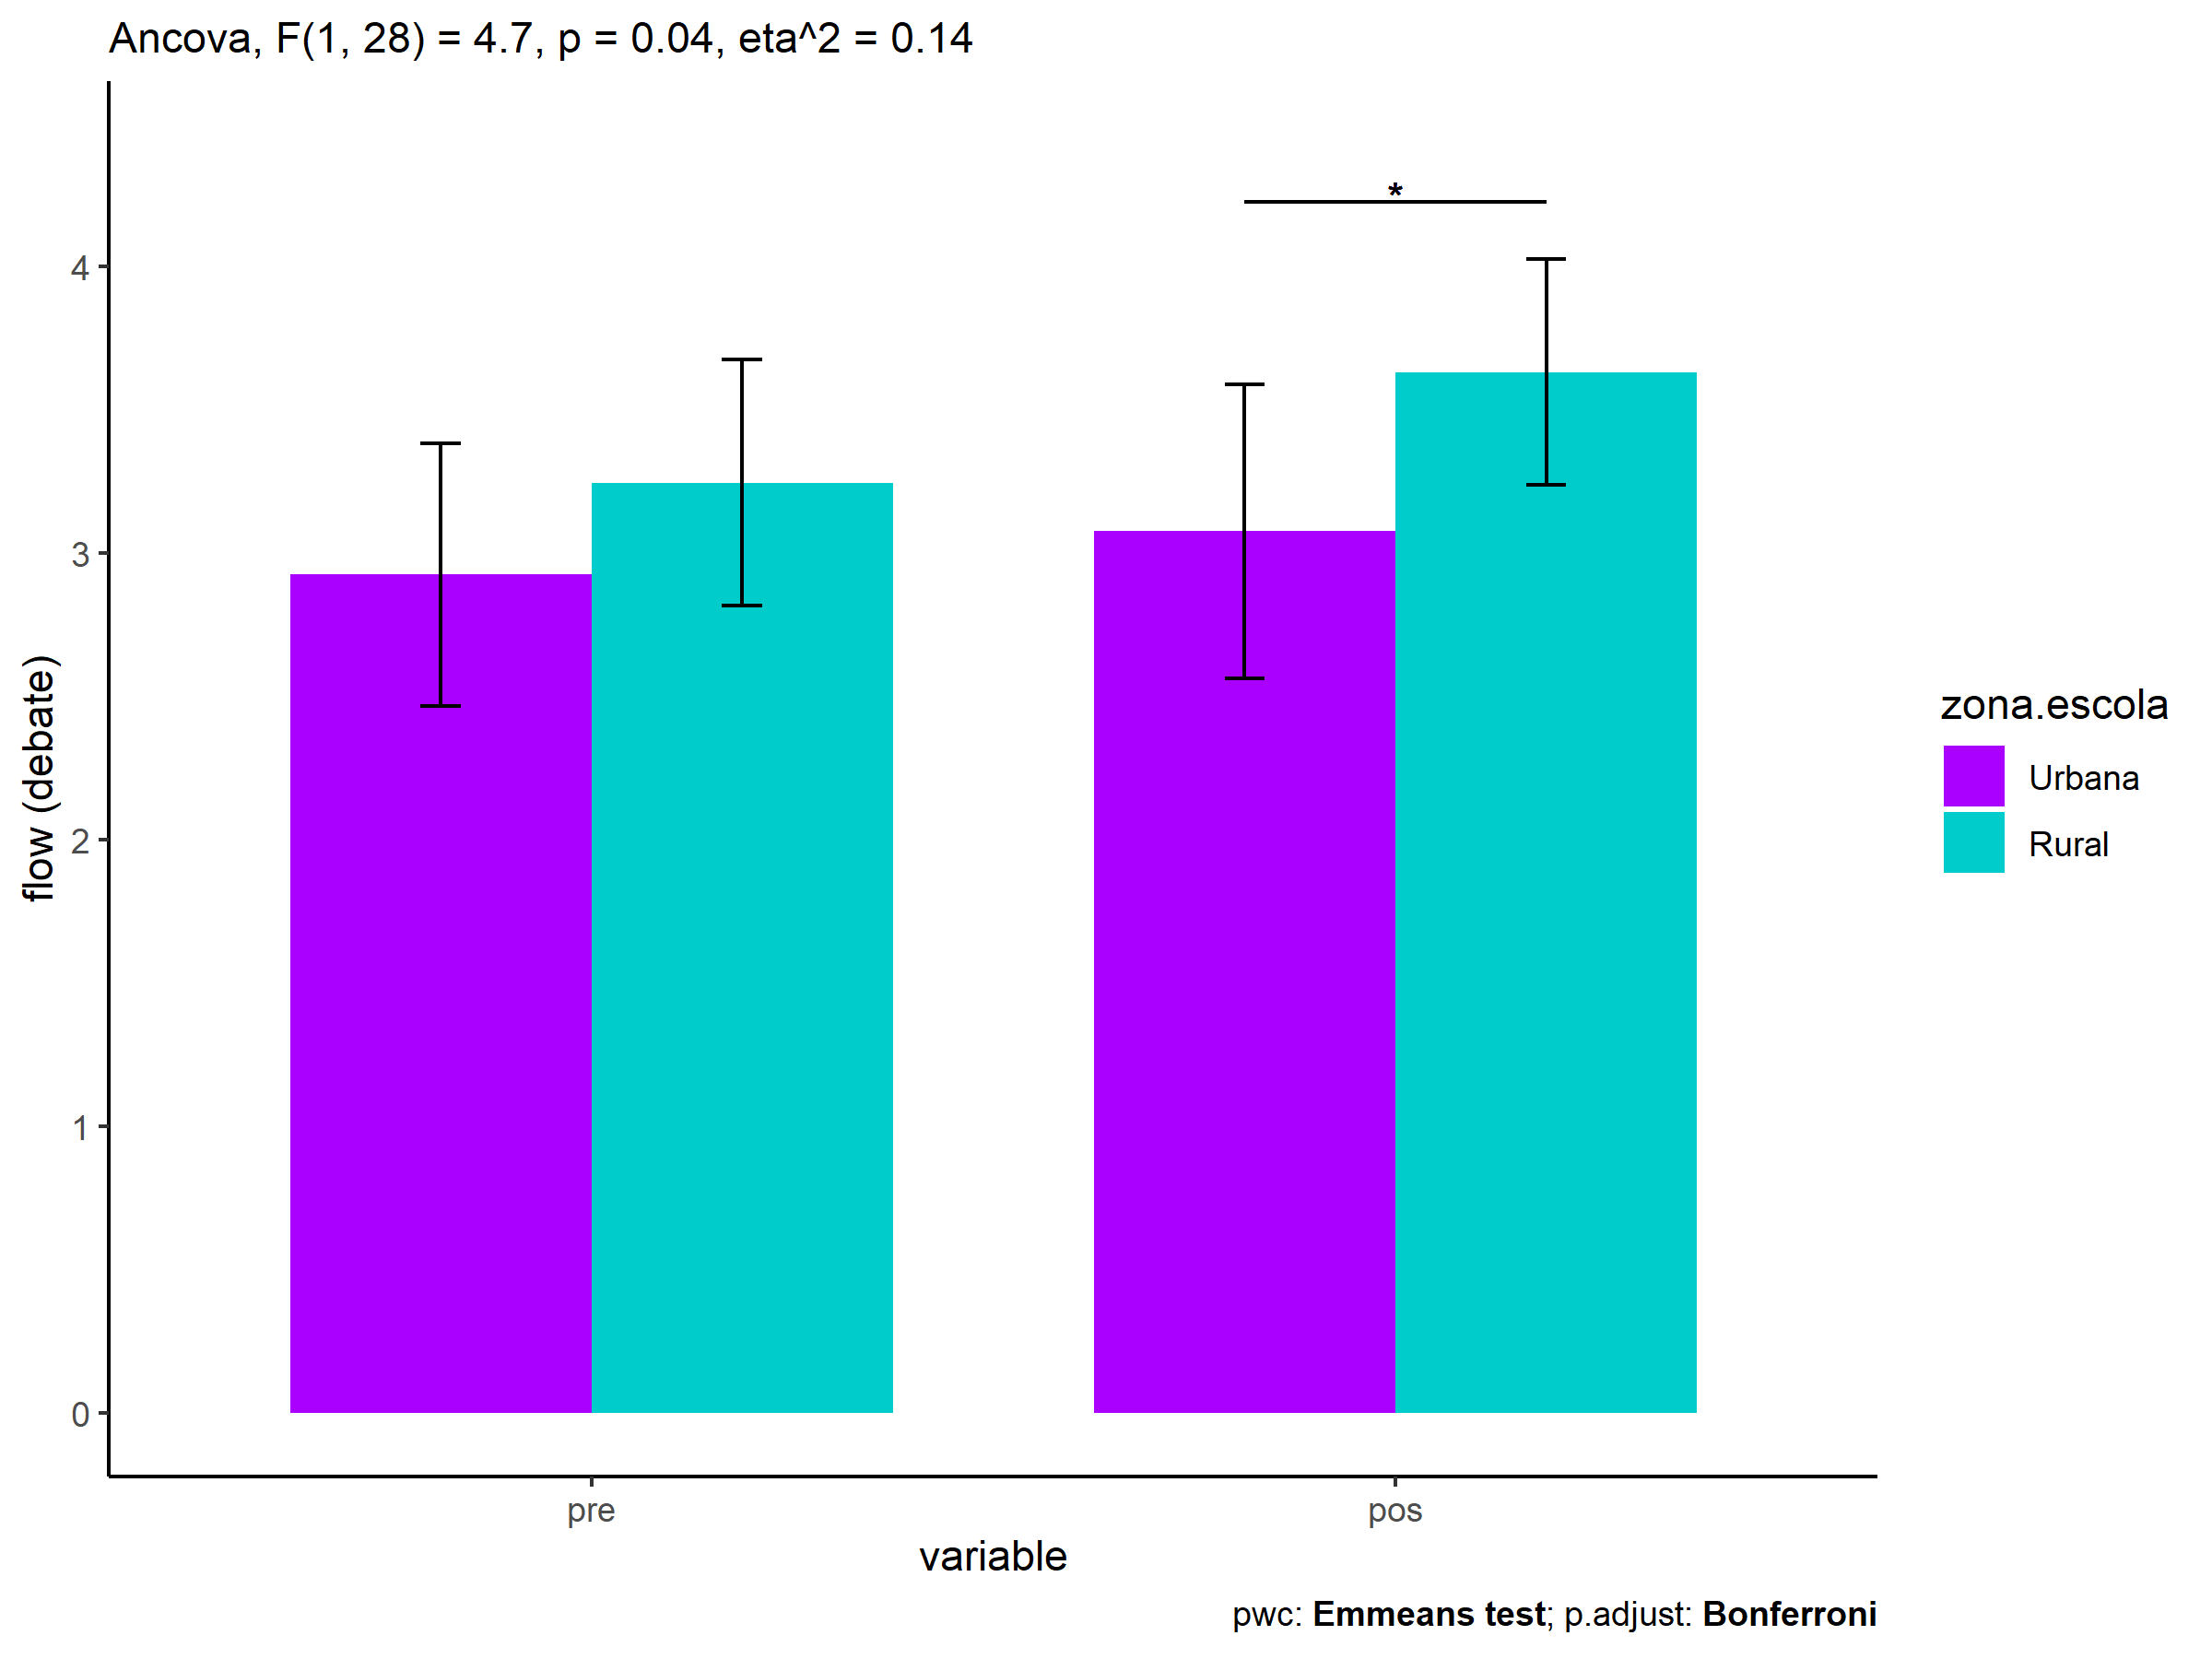 Ancova, F(1, 28) = 4.7, p = 0.04, eta^2 = 0.14
*
4
3
2
1
0
flow (debate)
pre
pos
variable
zona.escola
Urbana
Rural
pwc: Emmeans test; p.adjust: Bonferroni